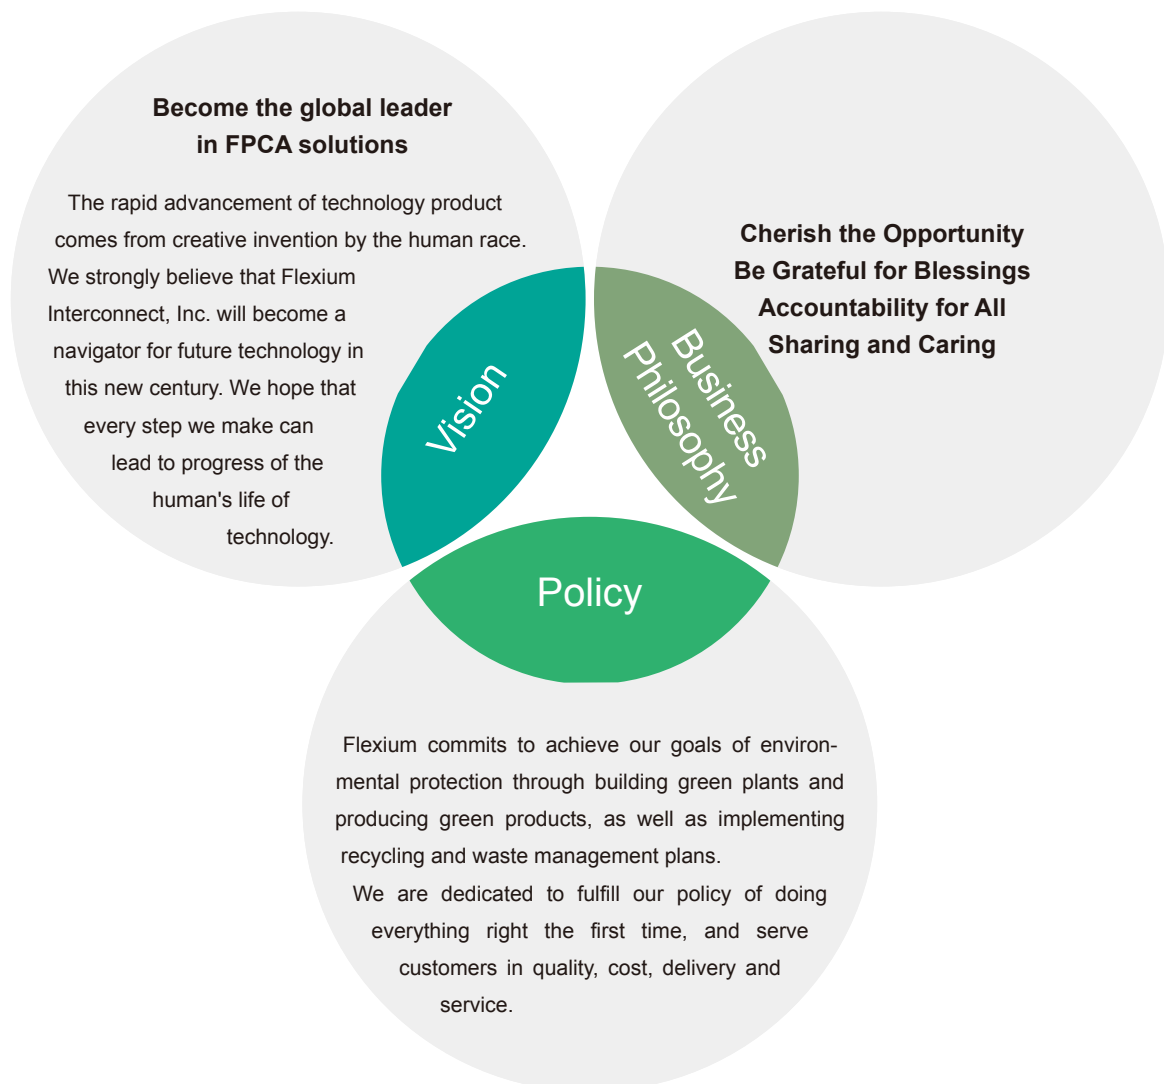 Become the global leader
in FPCA solutions
The rapid advancement of technology product
comes from creative invention by the human race.
We strongly believe that Flexium
Interconnect, Inc. will become a
navigator for future technology in
this new century. We hope that
every step we make can
lead to progress of the
human's life of
technology.
Vision
Cherish the Opportunity
Be Grateful for Blessings
Accountability for All
Sharing and Caring
Business
Philosophy
Policy
Flexium commits to achieve our goals of environ-
mental protection through building green plants and
producing green products, as well as implementing
recycling and waste management plans.
We are dedicated to fulfill our policy of doing
everything right the first time, and serve
customers in quality, cost, delivery and
service.